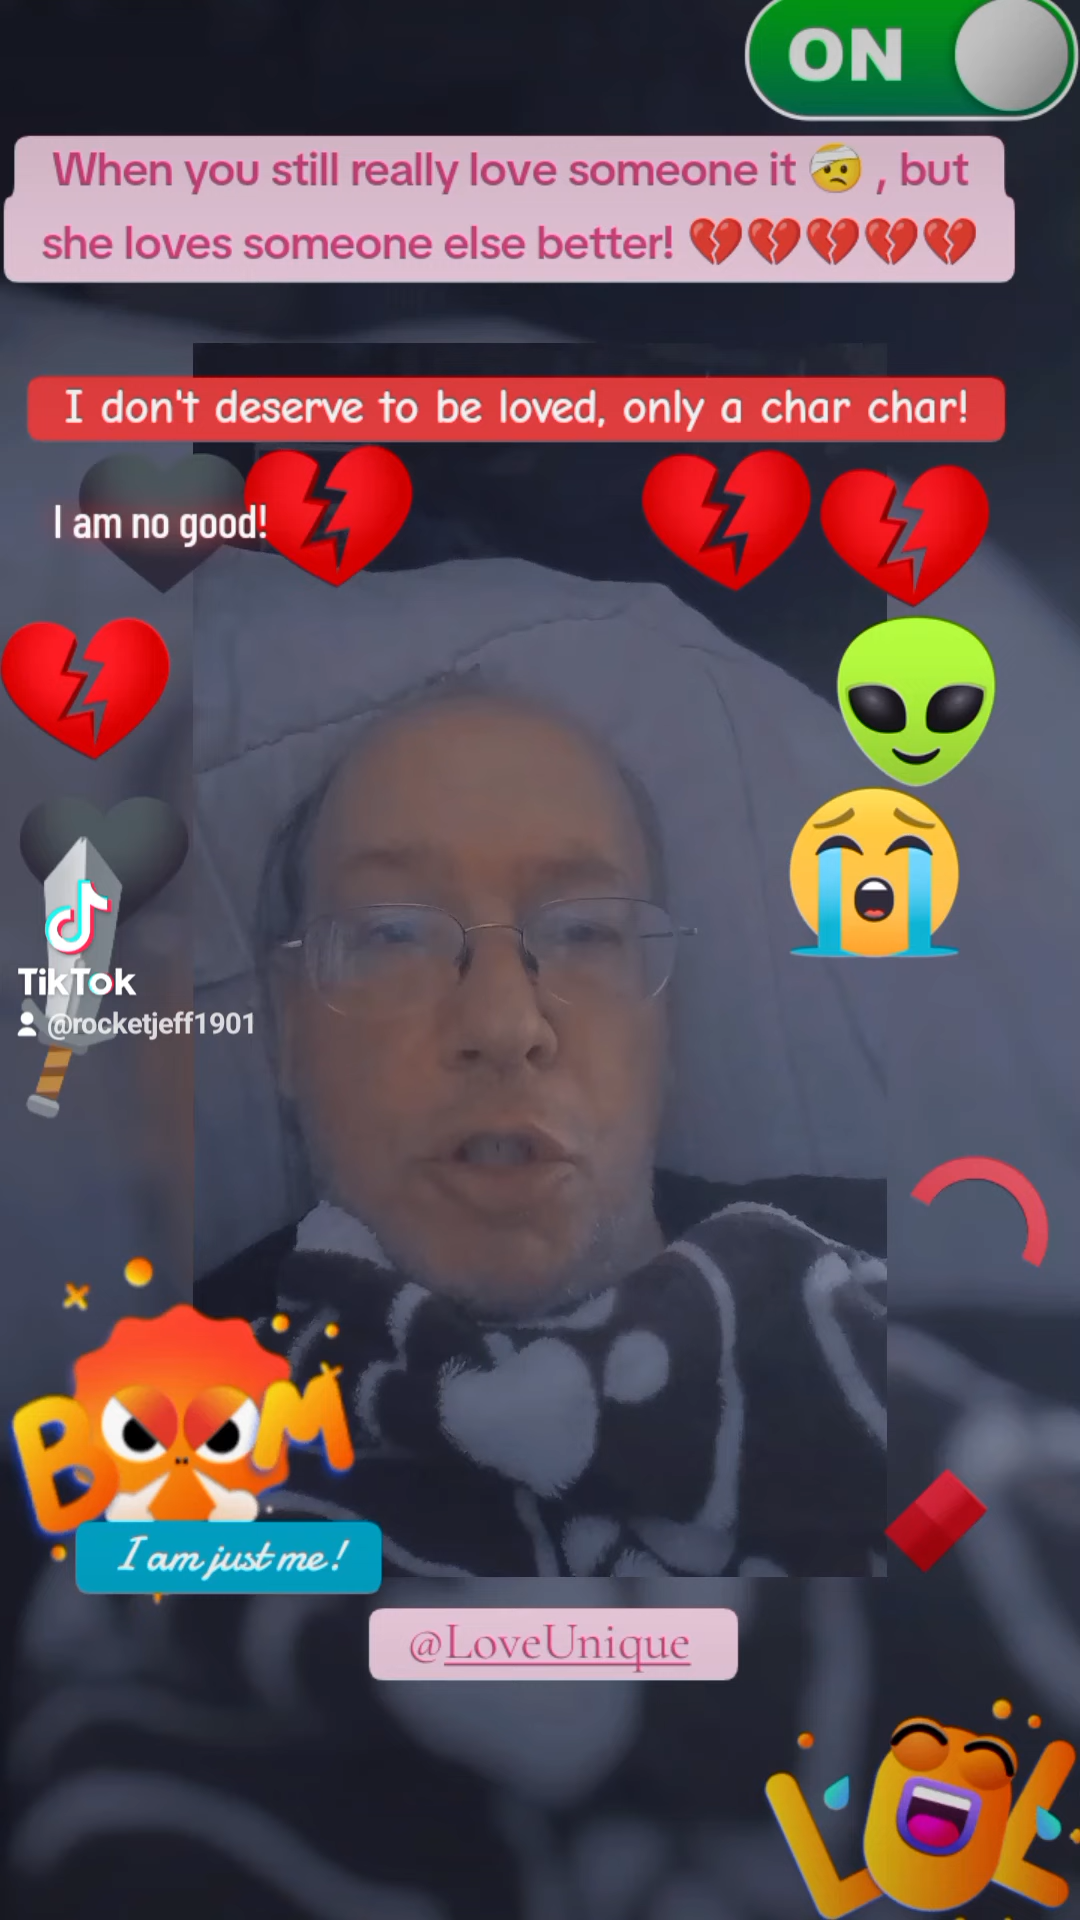 ON
When you still really love someone it 🤕 , but
she loves someone else better! 💔💔💔💔💔
I don't deserve to be loved, only a char char!
I am no good!
TikTok
@rocketjeff1901
BOOM
I am just me!
@LoveUnique
LOL